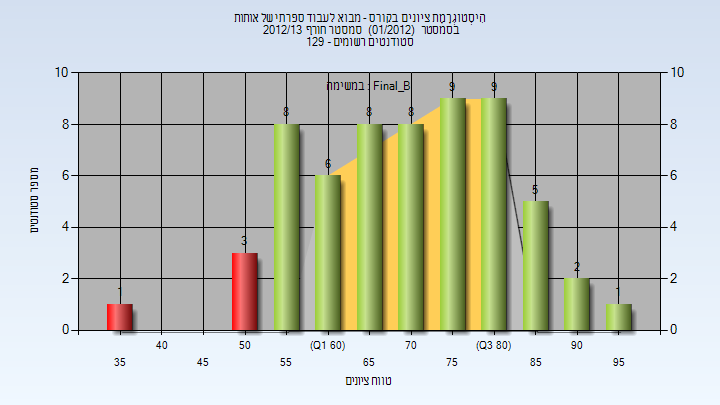 היסטוגרמת ציונים בקורס - מבוא לעבוד ספרתי של אותות
בסמסטר (01/2012) סמסטר חורף 2012/13
סטודנטים רשומים - 129
במשימה : Final_B
10 10
8 8
6 6
4 4
2 2
0 0
מספר סטודנטים
1 3 8 6 8 8 9 9 5 2 1
40 50 (Q1 60) 70 (Q3 80) 90
35 45 55 65 75 85 95
טווח ציונים